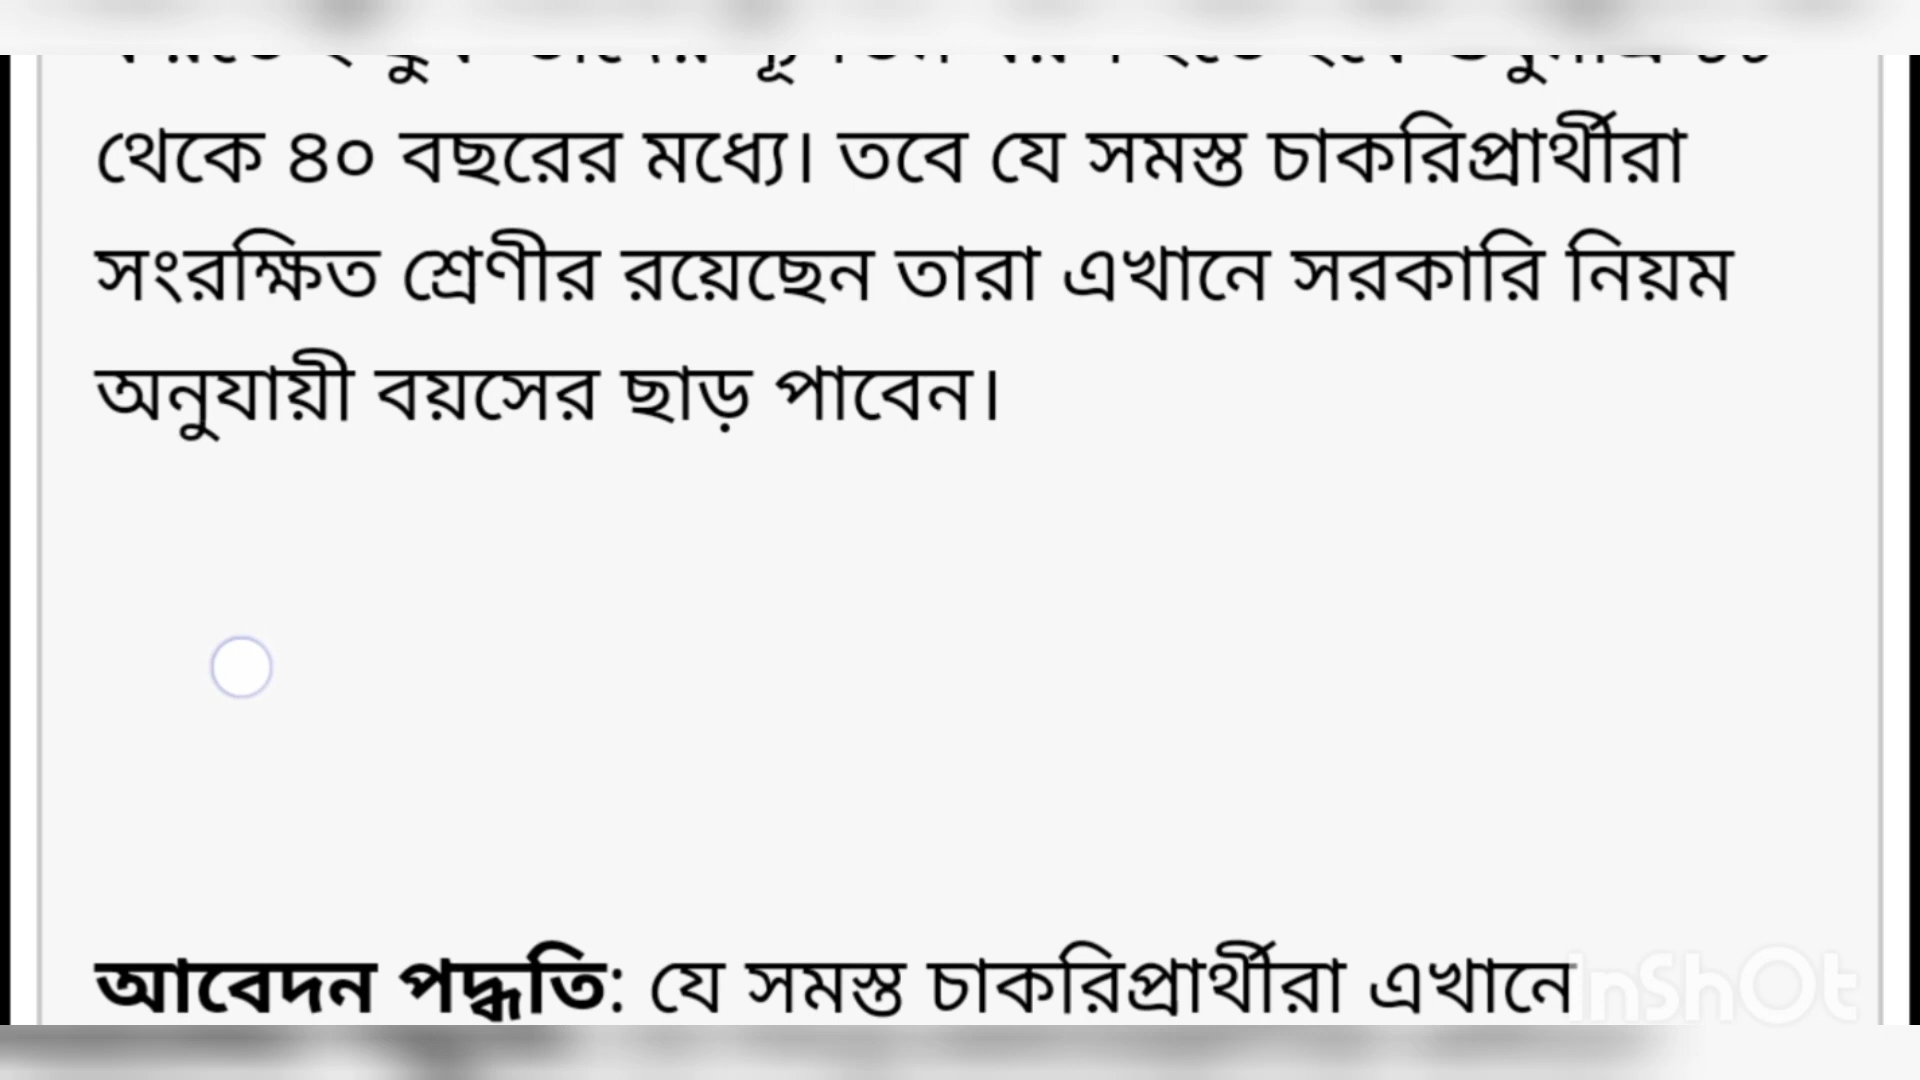 থেকে ৪০ বছরের মধ্যে। তবে যে সমস্ত চাকরিপ্রার্থীরা
সংরক্ষিত শ্রেণীর রয়েছেন তারা এখানে সরকারি নিয়ম
অনুযায়ী বয়সের ছাড় পাবেন।
আবেদন পদ্ধতি: যে সমস্ত চাকরিপ্রার্থীরা এখানে
InShOt